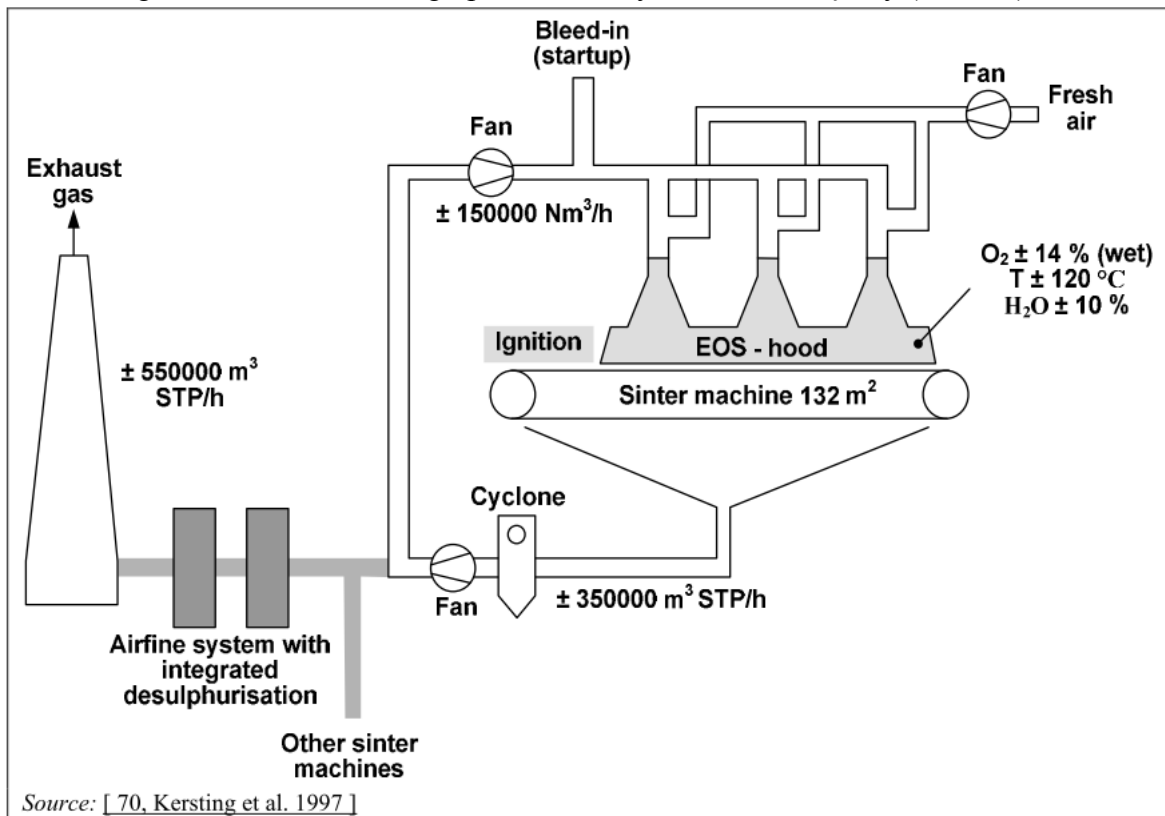 Bleed-in
(startup)
Fan
Fresh
air
Fan
± 150000 Nm³/h
Exhaust
gas
O₂ ± 14 % (wet)
T ± 120 °C
H₂O ± 10 %
Ignition
EOS - hood
± 550000 m³
STP/h
Sinter machine 132 m²
Cyclone
Fan
± 350000 m³ STP/h
Airfine system with
integrated
desulphurisation
Other sinter
machines
Source: [ 70, Kersting et al. 1997 ]